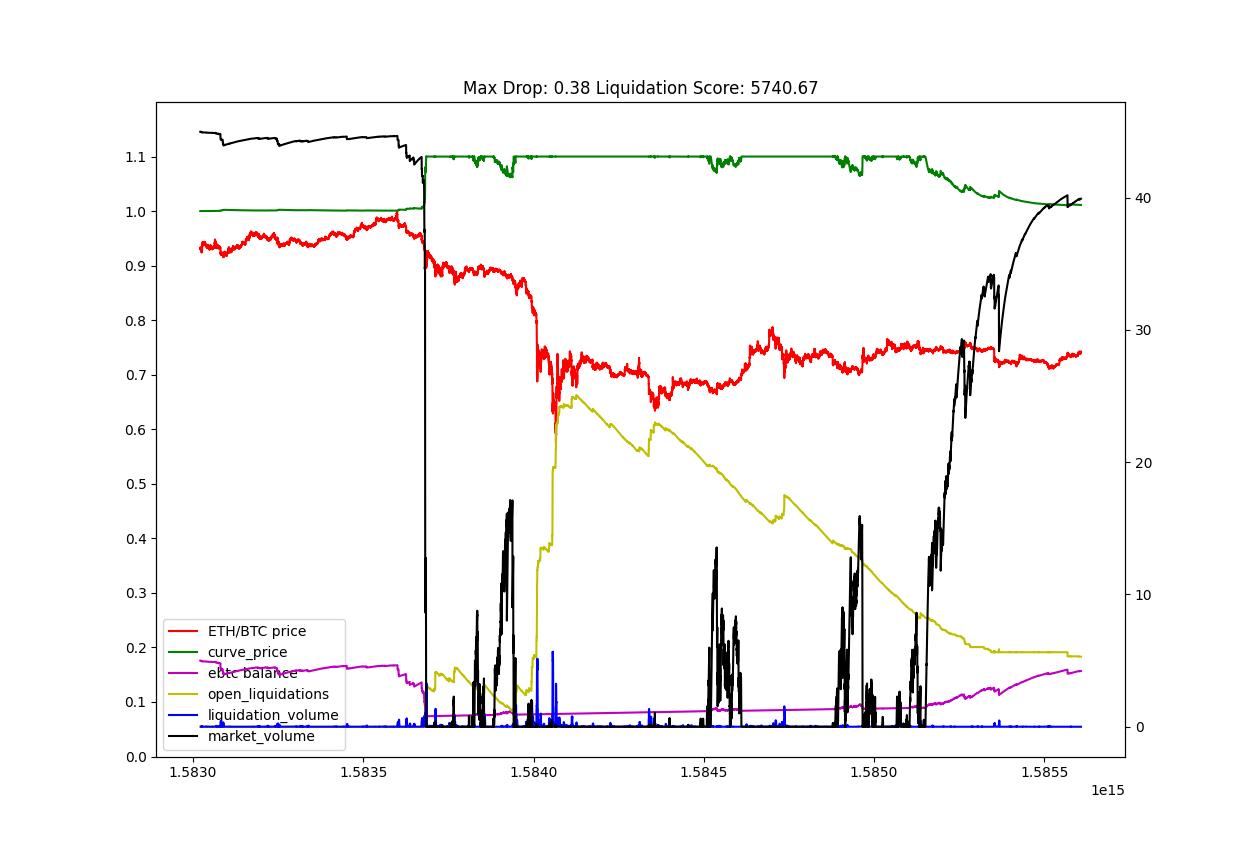 Max Drop: 0.38 Liquidation Score: 5740.67
1.1
1.0
0.9
0.8
0.7
0.6
0.5
0.4
0.3
0.2
0.1
0.0
40
30
20
10
0
ETH/BTC price
curve_price
ebtc balance
open_liquidations
liquidation_volume
market_volume
1.5830
1.5835
1.5840
1.5845
1.5850
1.5855
1e15